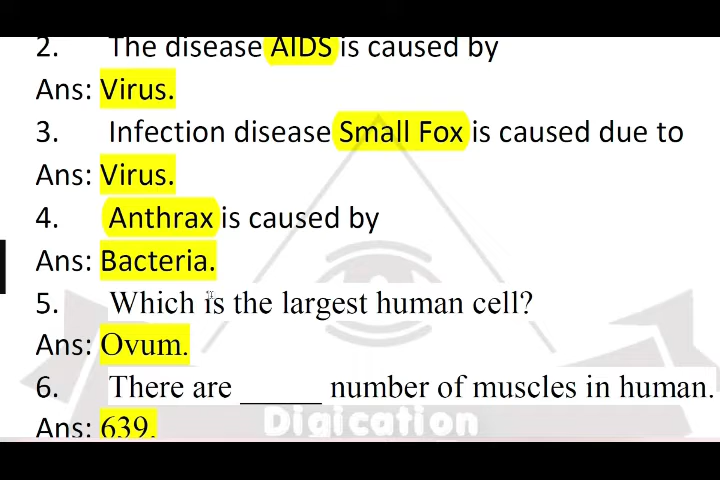 2. The disease AIDS is caused by
Ans: Virus.
3. Infection disease Small Fox is caused due to
Ans: Virus.
4. Anthrax is caused by
Ans: Bacteria.
5. Which is the largest human cell?
Ans: Ovum.
6. There are _____ number of muscles in human.
Ans: 639.
Digication